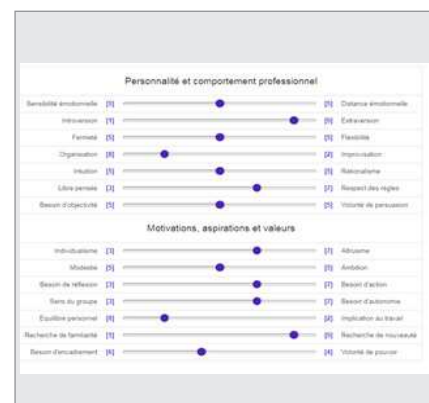 Personnalité et comportement professionnel
Sensibilité émotionnelle [5] [5] Distance émotionnelle
Introversion [1] [9] Extraversion
Fermeté [5] [5] Flexibilité
Organisation [8] [2] Improvisation
Intuition [5] [5] Rationalisme
Libre pensée [3] [7] Respect des règles
Besoin d'objectivité [5] [5] Volonté de persuasion
Motivations, aspirations et valeurs
Individualisme [3] [7] Altruisme
Modestie [5] [5] Ambition
Besoin de réflexion [3] [7] Besoin d'action
Sens du groupe [3] [7] Besoin d'autonomie
Équilibre personnel [8] [2] Implication au travail
Recherche de familiarité [1] [9] Recherche de nouveauté
Besoin d'encadrement [6] [4] Volonté de pouvoir